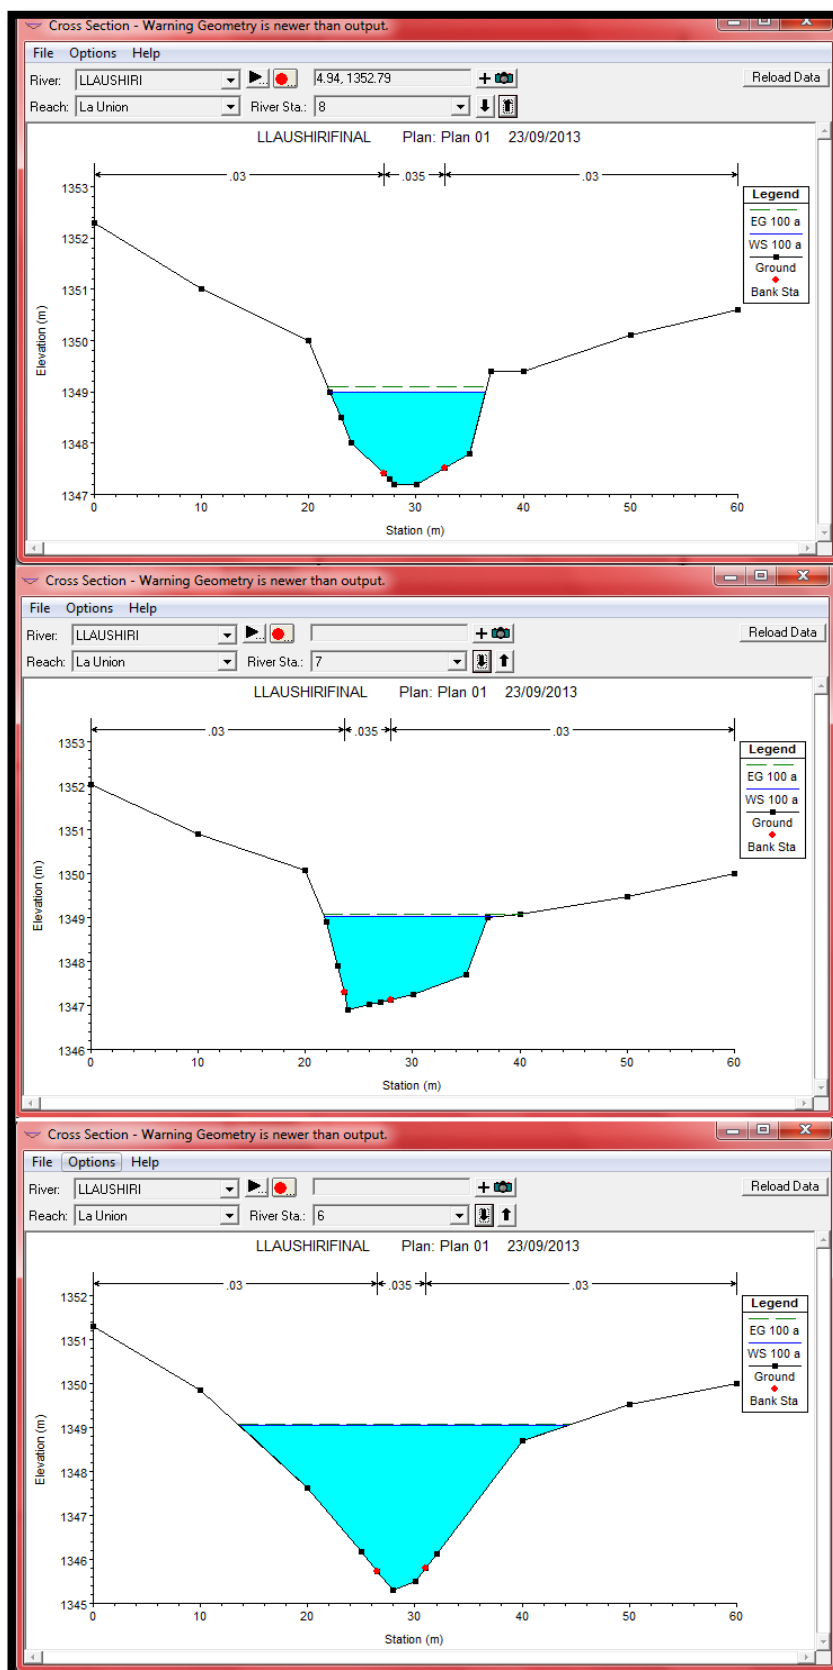 Cross Section - Warning Geometry is newer than output.
File Options Help
River: LLAUSHIRI 4.94, 1352.79 Reload Data
Reach: La Union River Sta.: 8
LLAUSHIRIFINAL Plan: Plan 01 23/09/2013
.03 .035 .03
1353
1352
1351
1350
1349
1348
1347
Elevation (m)
0 10 20 30 40 50 60
Station (m)
Legend
EG 100 a
WS 100 a
Ground
Bank Sta
Cross Section - Warning Geometry is newer than output.
File Options Help
River: LLAUSHIRI Reload Data
Reach: La Union River Sta.: 7
LLAUSHIRIFINAL Plan: Plan 01 23/09/2013
.03 .035 .03
1353
1352
1351
1350
1349
1348
1347
1346
Elevation (m)
0 10 20 30 40 50 60
Station (m)
Legend
EG 100 a
WS 100 a
Ground
Bank Sta
Cross Section - Warning Geometry is newer than output.
File Options Help
River: LLAUSHIRI Reload Data
Reach: La Union River Sta.: 6
LLAUSHIRIFINAL Plan: Plan 01 23/09/2013
.03 .035 .03
1352
1351
1350
1349
1348
1347
1346
1345
Elevation (m)
0 10 20 30 40 50 60
Station (m)
Legend
EG 100 a
WS 100 a
Ground
Bank Sta